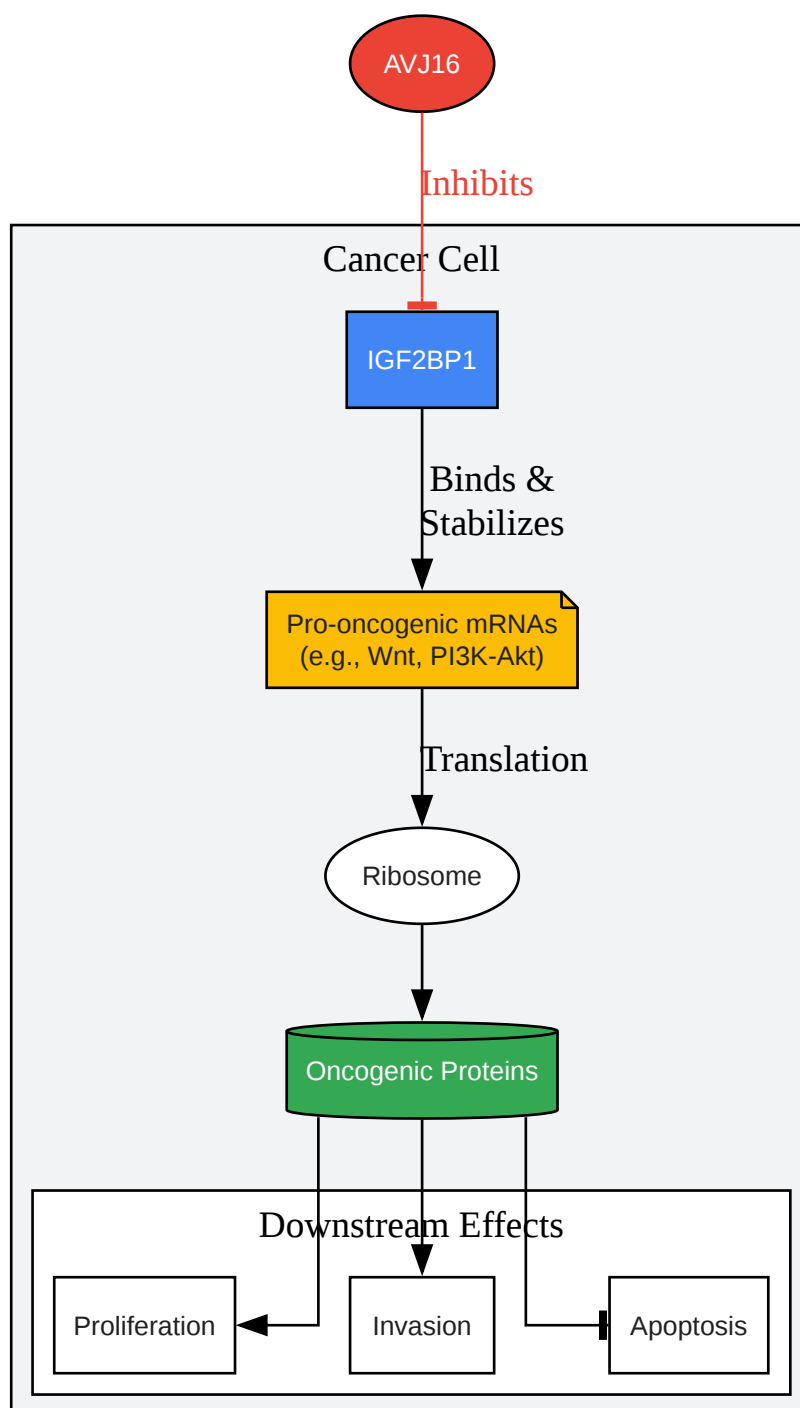 AVJ16
Inhibits
Cancer Cell
IGF2BP1
Binds &
Stabilizes
Pro-oncogenic mRNAs
(e.g., Wnt, PI3K-Akt)
Translation
Ribosome
Oncogenic Proteins
Downstream Effects
Proliferation
Invasion
Apoptosis